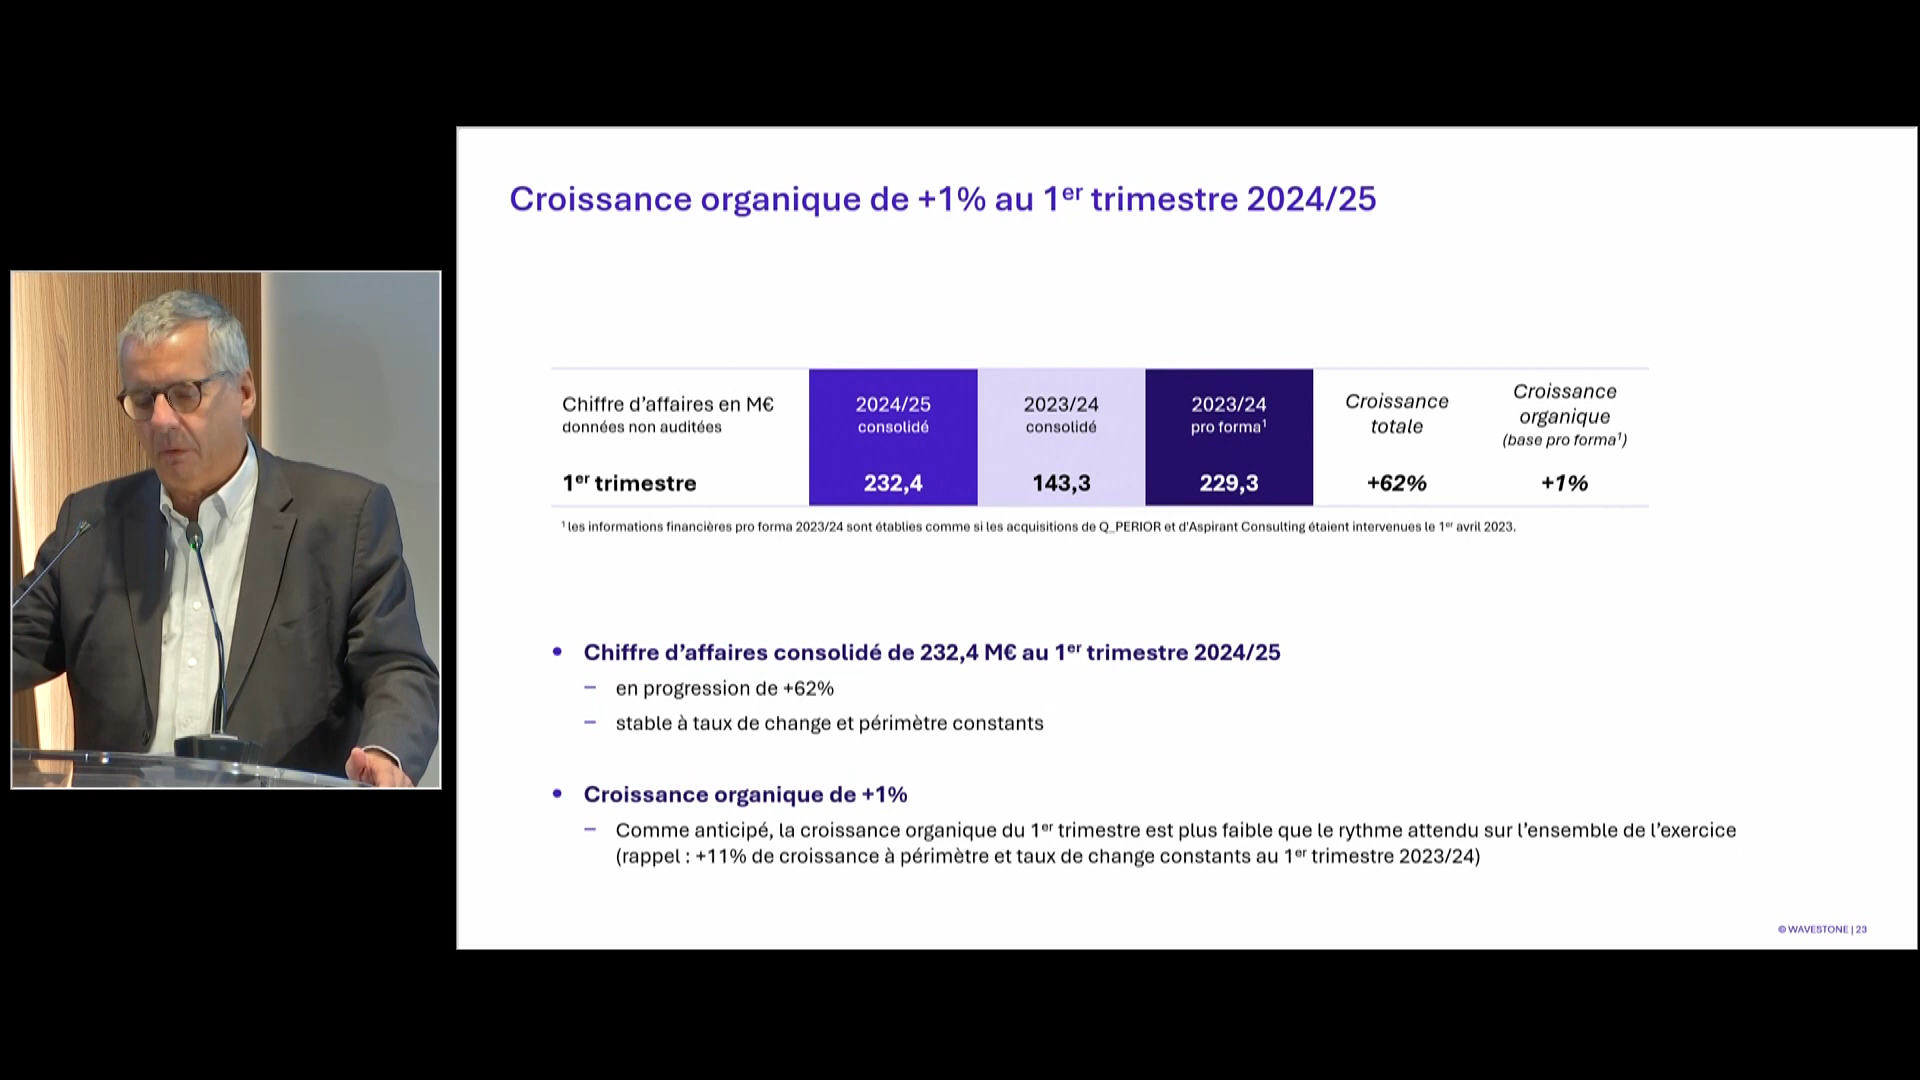 Croissance organique de +1% au 1er trimestre 2024/25
Chiffre d’affaires en M€
données non auditées
2024/25
consolidé
2023/24
consolidé
2023/24
pro forma1
Croissance
totale
Croissance
organique
(base pro forma1)
1er trimestre
232,4
143,3
229,3
+62%
+1%
1 les informations financières pro forma 2023/24 sont établies comme si les acquisitions de Q_PERIOR et d’Aspirant Consulting étaient intervenues le 1er avril 2023.
• Chiffre d’affaires consolidé de 232,4 M€ au 1er trimestre 2024/25
– en progression de +62%
– stable à taux de change et périmètre constants
• Croissance organique de +1%
– Comme anticipé, la croissance organique du 1er trimestre est plus faible que le rythme attendu sur l’ensemble de l’exercice
(rappel : +11% de croissance à périmètre et taux de change constants au 1er trimestre 2023/24)
© WAVESTONE | 23